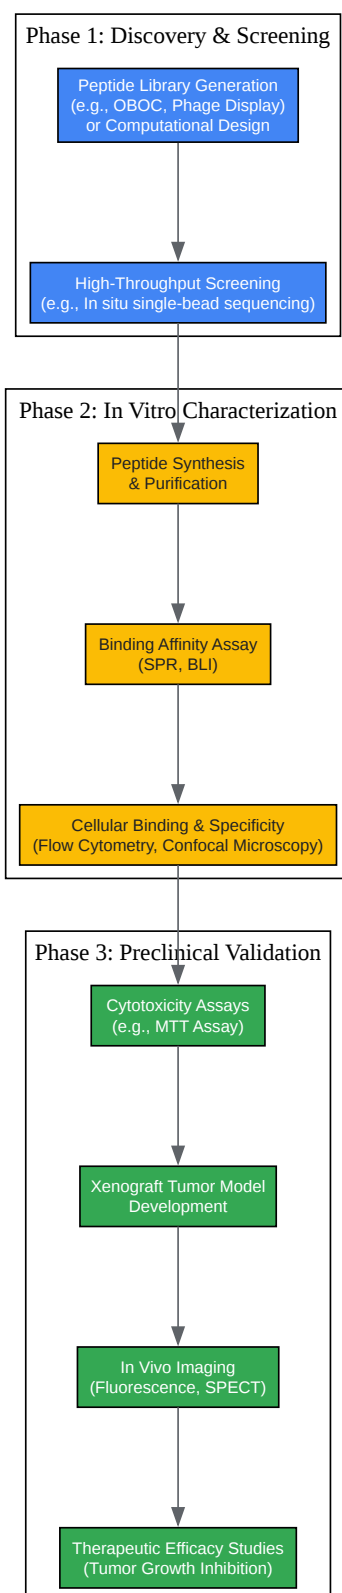 Phase 1: Discovery & Screening
Peptide Library Generation
(e.g., OBOC, Phage Display)
or Computational Design
High-Throughput Screening
(e.g., In situ single-bead sequencing)
Phase 2: In Vitro Characterization
Peptide Synthesis
& Purification
Binding Affinity Assay
(SPR, BLI)
Cellular Binding & Specificity
(Flow Cytometry, Confocal Microscopy)
Phase 3: Preclinical Validation
Cytotoxicity Assays
(e.g., MTT Assay)
Xenograft Tumor Model
Development
In Vivo Imaging
(Fluorescence, SPECT)
Therapeutic Efficacy Studies
(Tumor Growth Inhibition)